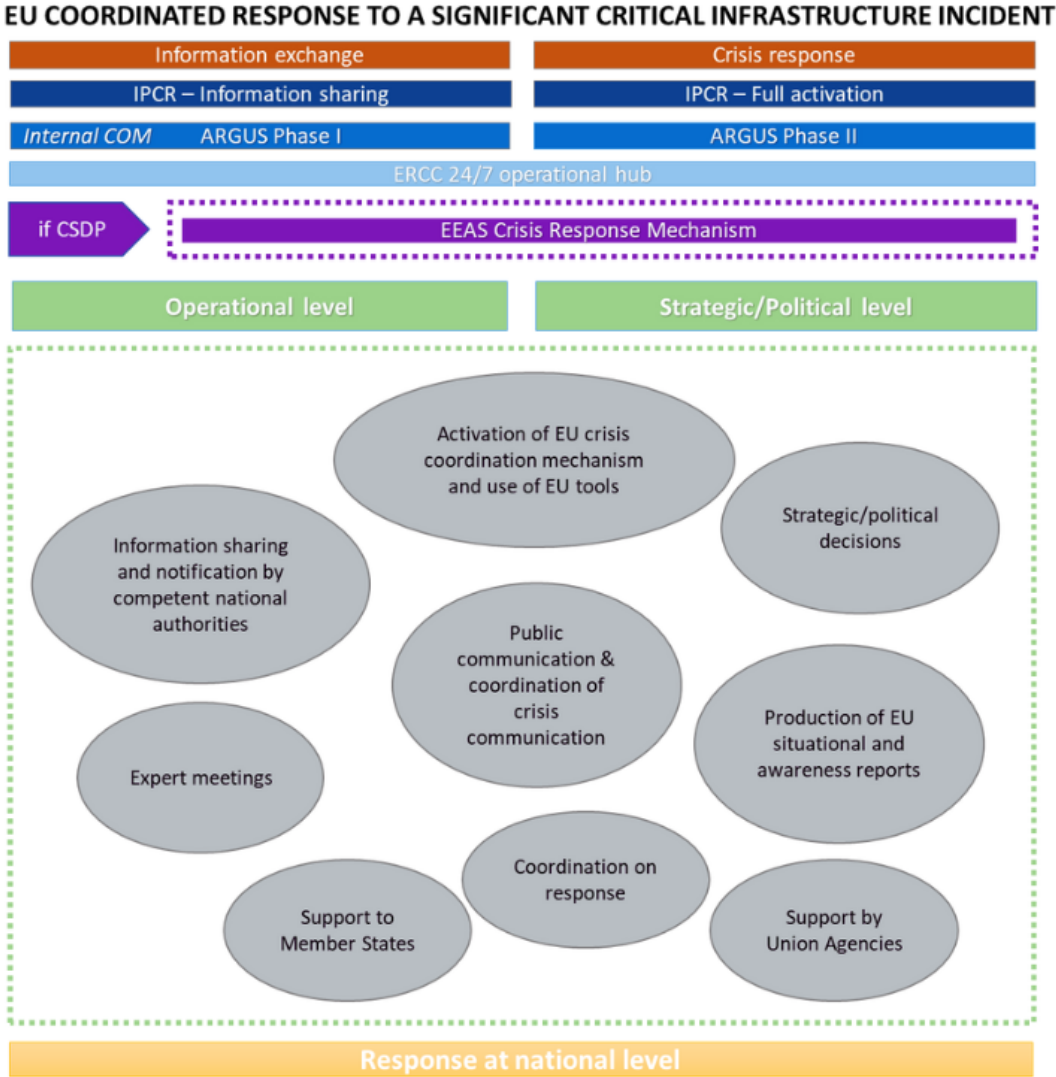 EU COORDINATED RESPONSE TO A SIGNIFICANT CRITICAL INFRASTRUCTURE INCIDENT
Information exchange
Crisis response
IPCR – Information sharing
IPCR – Full activation
Internal COM ARGUS Phase I
ARGUS Phase II
ERCC 24/7 operational hub
if CSDP
EEAS Crisis Response Mechanism
Operational level
Strategic/Political level
Activation of EU crisis
coordination mechanism
and use of EU tools
Strategic/political
decisions
Information sharing
and notification by
competent national
authorities
Public
communication &
coordination of
crisis
communication
Production of EU
situational and
awareness reports
Expert meetings
Coordination on
response
Support to
Member States
Support by
Union Agencies
Response at national level